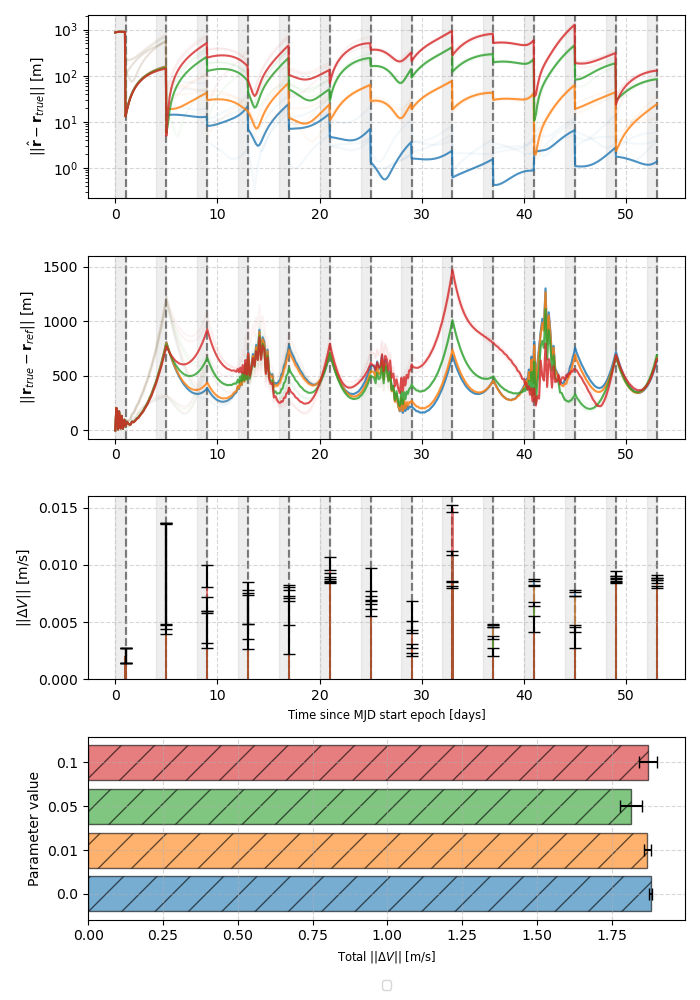 10³
10²
10¹
10⁰
||r̂ − r_true|| [m]
0 10 20 30 40 50
1500
1000
500
0
||r_true − r_ref|| [m]
0 10 20 30 40 50
0.015
0.010
0.005
0.000
||ΔV|| [m/s]
0 10 20 30 40 50
Time since MJD start epoch [days]
0.1
0.05
0.01
0.0
Parameter value
0.00 0.25 0.50 0.75 1.00 1.25 1.50 1.75
Total ||ΔV|| [m/s]